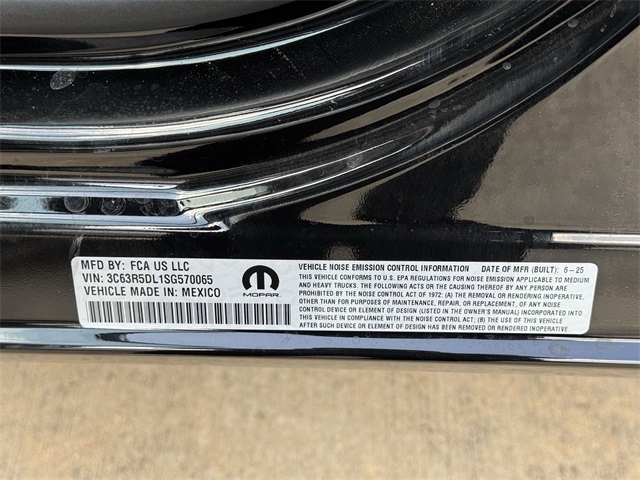 MFD BY: FCA US LLC
VIN: 3C63R5DL1SG570065
VEHICLE MADE IN: MEXICO
MOPAR
VEHICLE NOISE EMISSION CONTROL INFORMATION DATE OF MFR (BUILT): 6-25
THIS VEHICLE CONFORMS TO U.S. EPA REGULATIONS FOR NOISE EMISSION APPLICABLE TO MEDIUM
AND HEAVY TRUCKS. THE FOLLOWING ACTS OR THE CAUSING THEREOF BY ANY PERSON ARE
PROHIBITED BY THE NOISE CONTROL ACT OF 1972: (A) THE REMOVAL OR RENDERING INOPERATIVE,
OTHER THAN FOR PURPOSES OF MAINTENANCE, REPAIR, OR REPLACEMENT, OF ANY NOISE
CONTROL DEVICE OR ELEMENT OF DESIGN (LISTED IN THE OWNER'S MANUAL) INCORPORATED INTO
THIS VEHICLE IN COMPLIANCE WITH THE NOISE CONTROL ACT; (B) THE USE OF THIS VEHICLE
AFTER SUCH DEVICE OR ELEMENT OF DESIGN HAS BEEN REMOVED OR RENDERED INOPERATIVE.